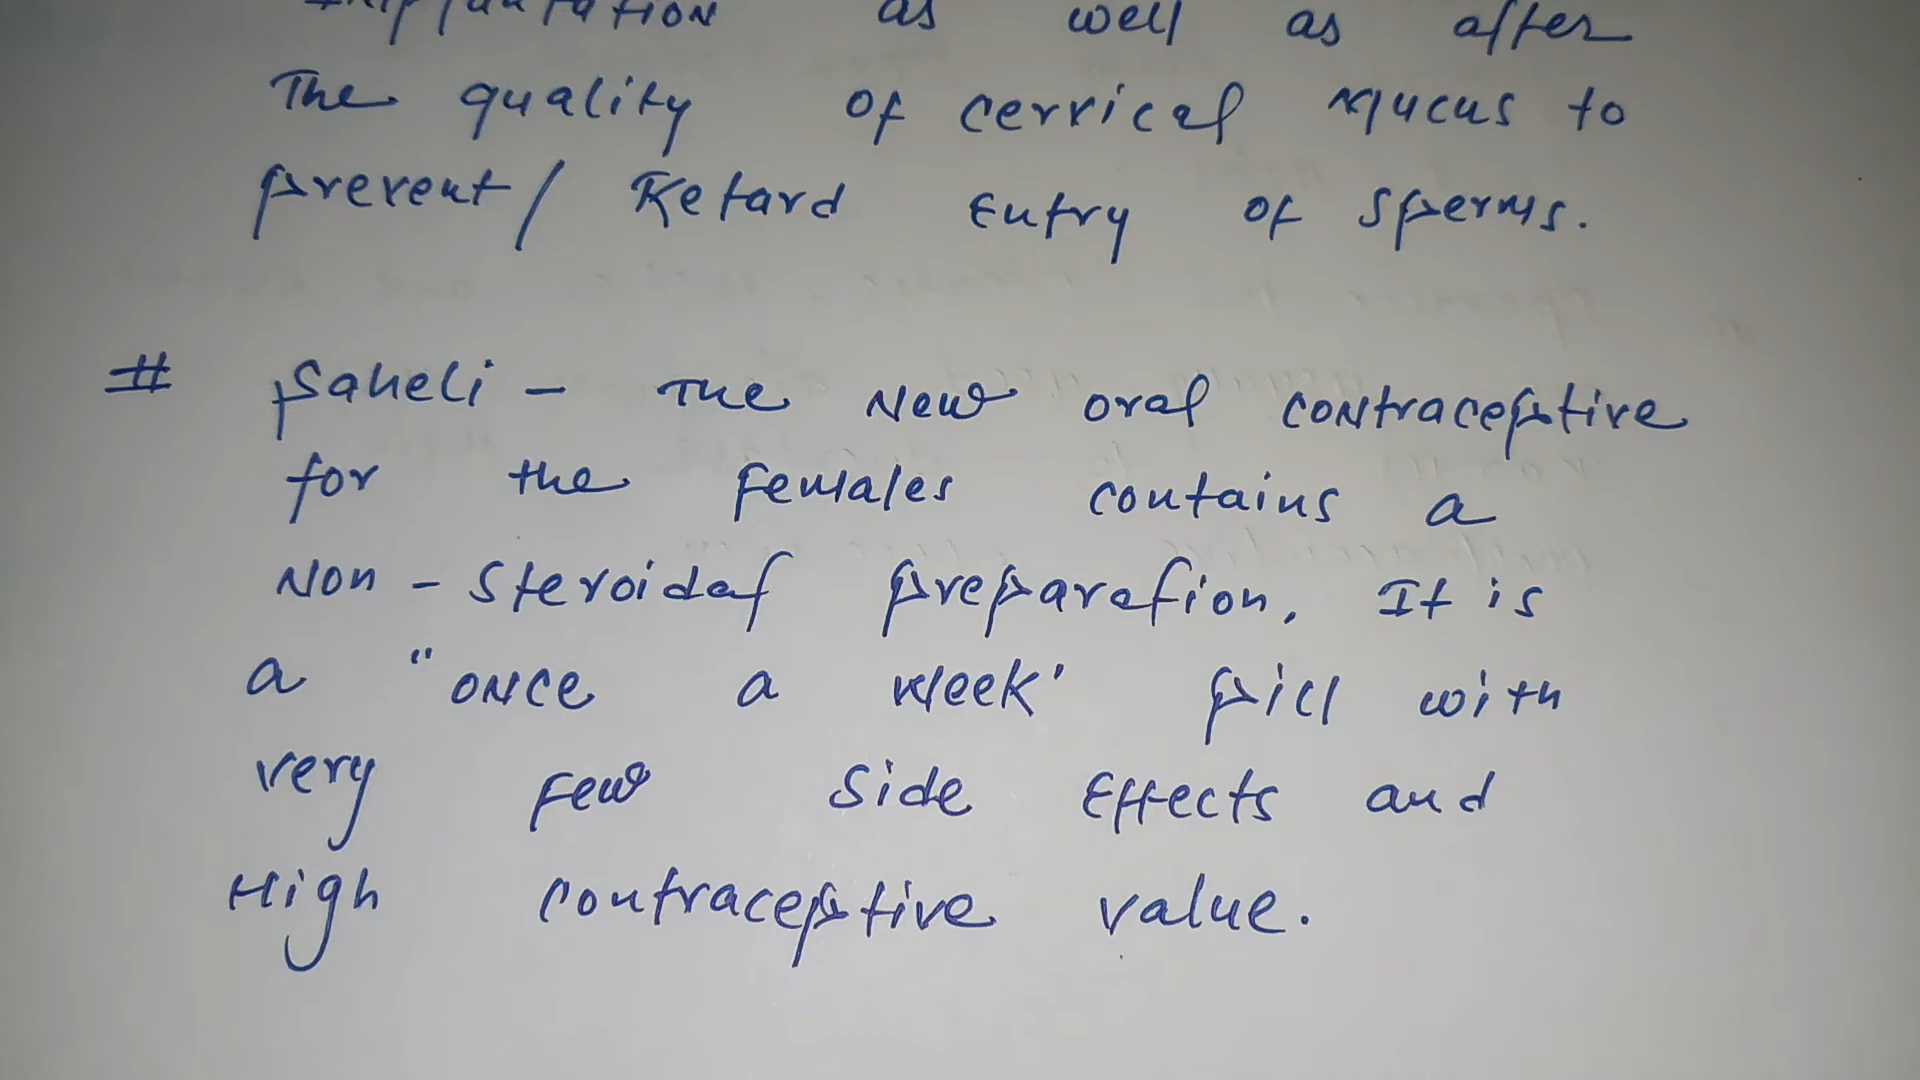 Implantation as well as alter
The quality of cervical mucus to
prevent / Retard Entry of sperms.
# Saheli - The New oral contraceptive
for the females contains a
Non - Steroidal preparation. It is
a "once a week' pill with
very few side Effects and
High contraceptive value.